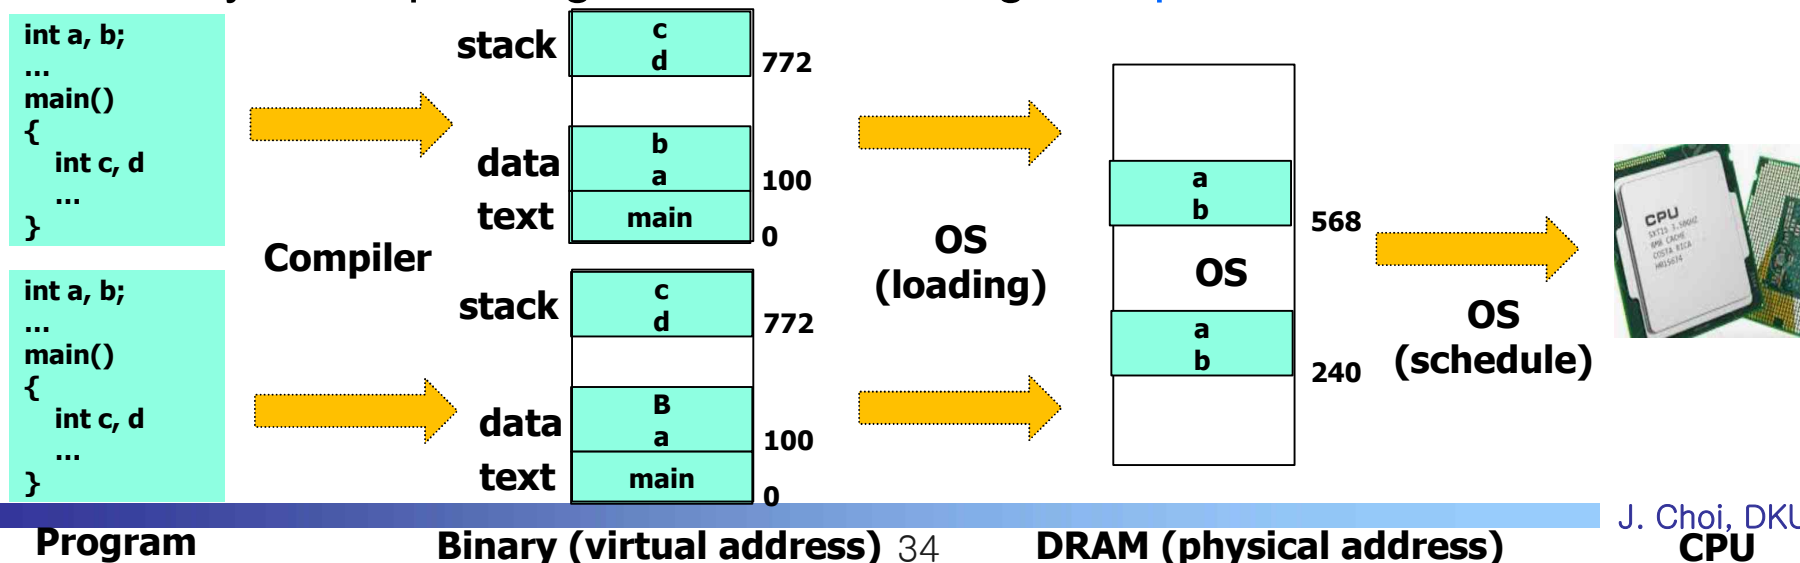 int a, b;
...
main()
{
int c, d
...
}
int a, b;
...
main()
{
int c, d
...
}
Compiler
stack
c
d
772
data
b
a
100
text
main
0
stack
c
d
772
data
B
a
100
text
main
0
OS
(loading)
a
b
568
OS
a
b
240
OS
(schedule)
CPU
J. Choi, DKU
Program
Binary (virtual address)
34
DRAM (physical address)
CPU